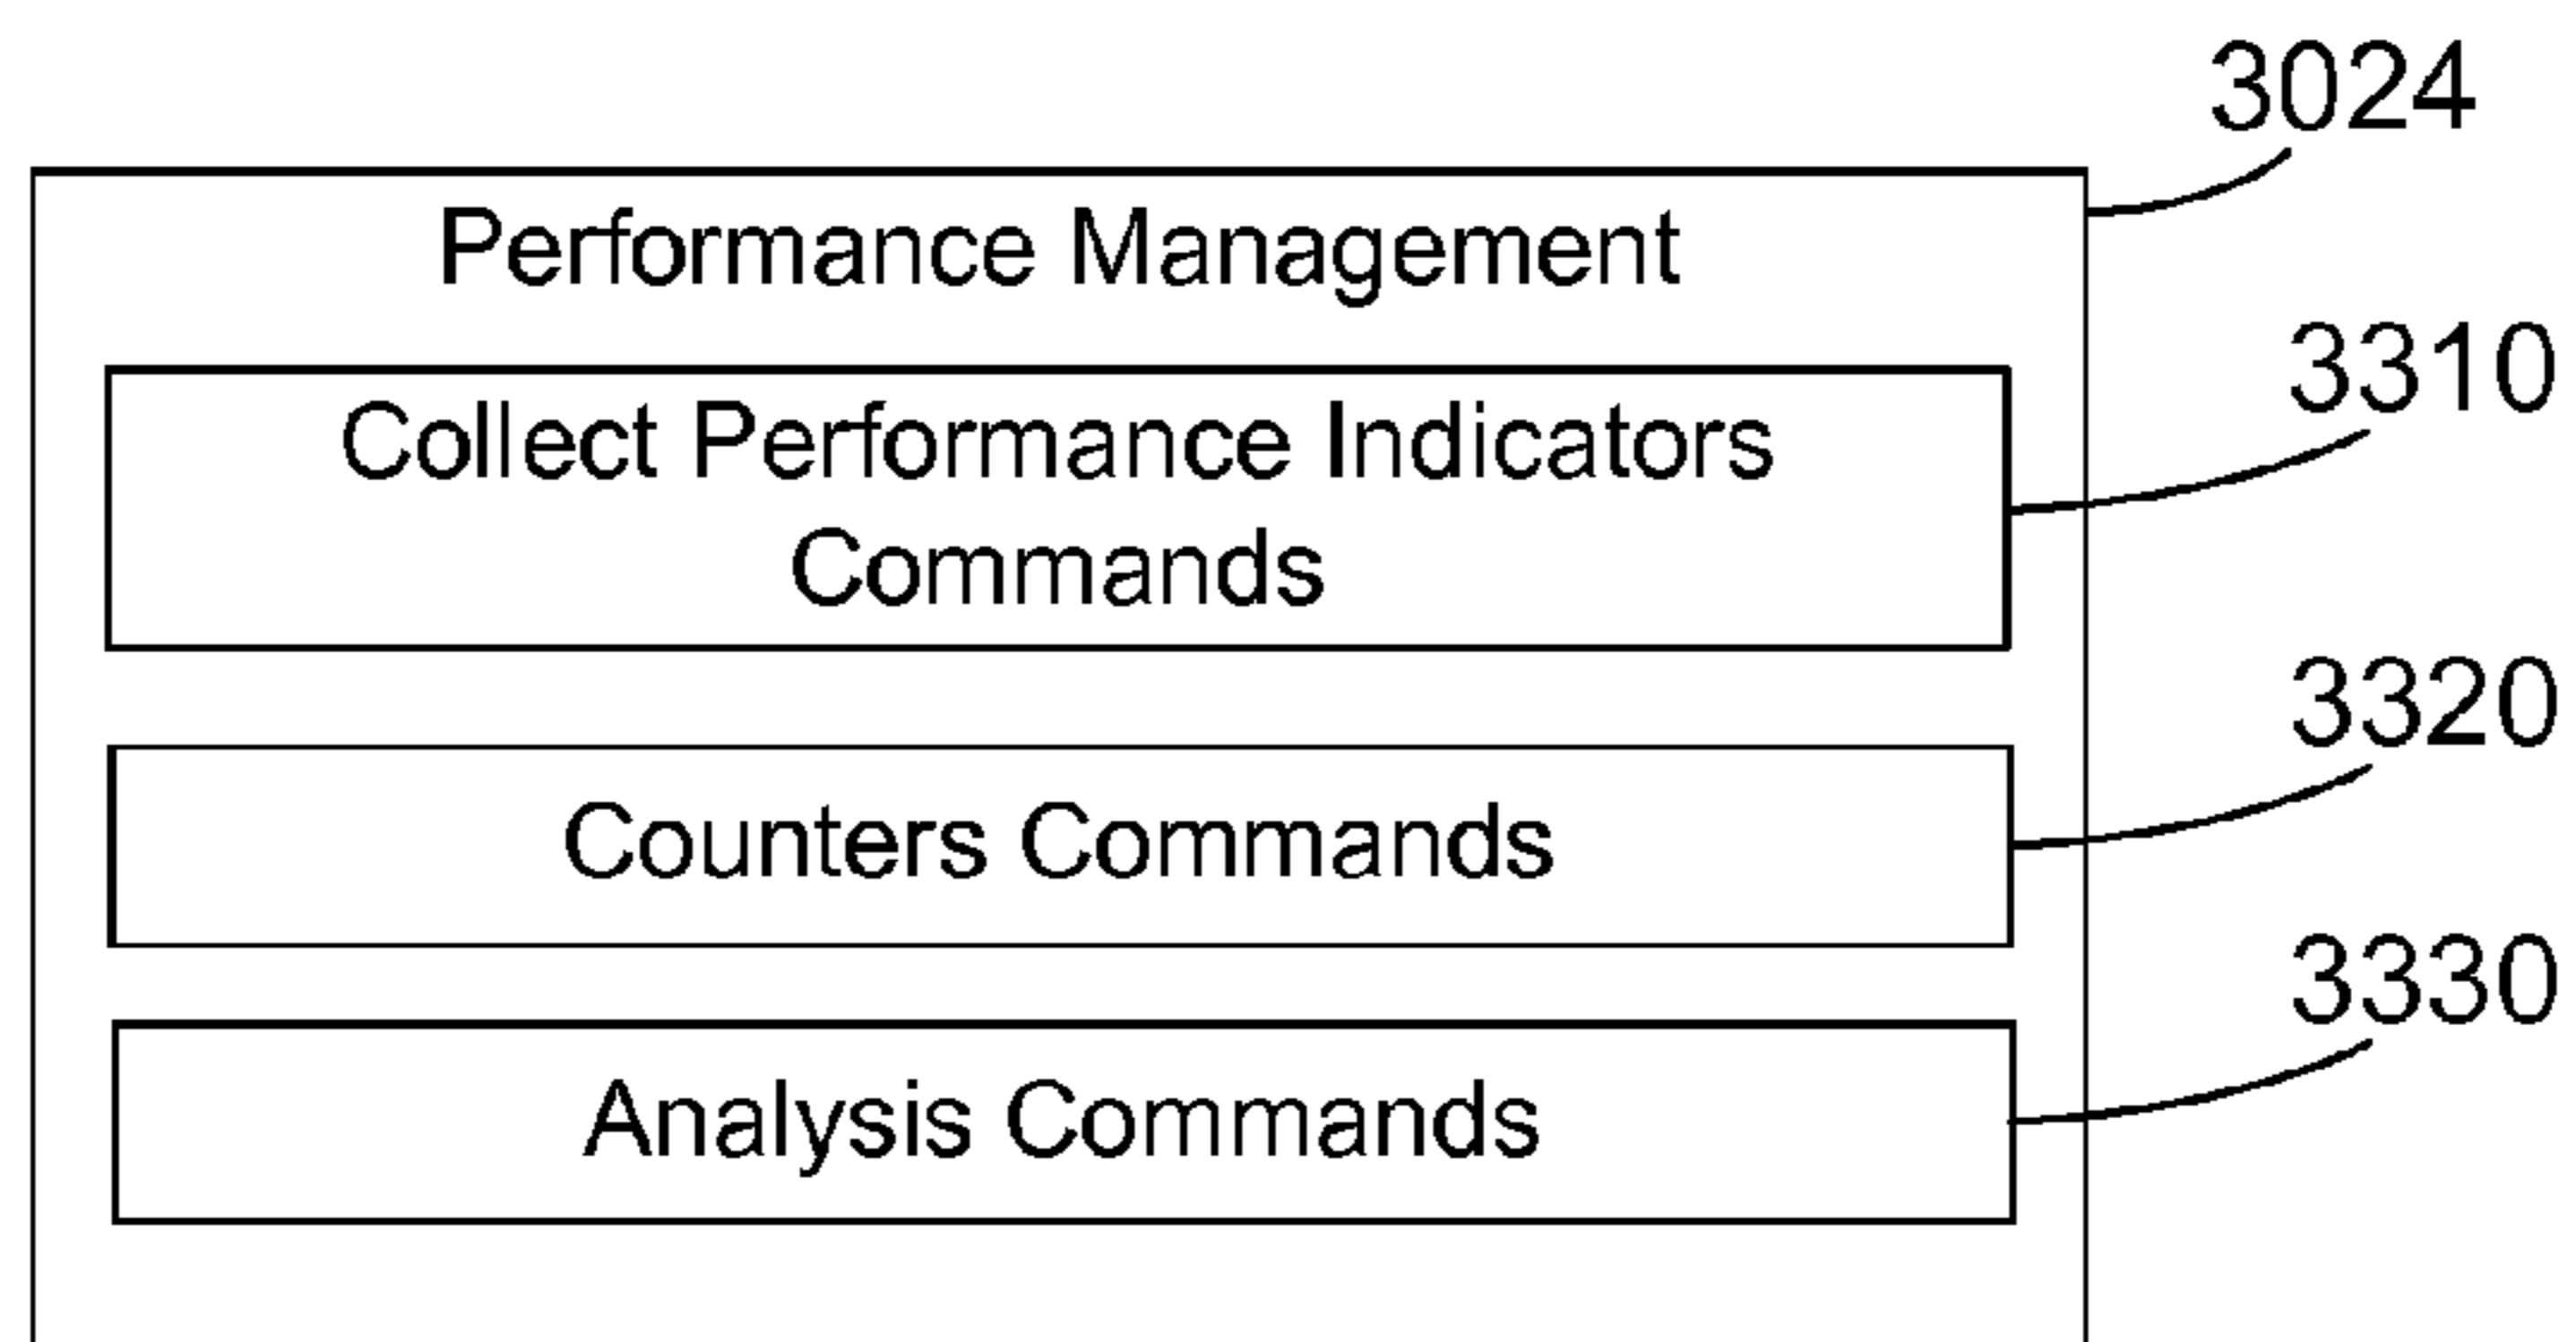 3024
Performance Management
3310
Collect Performance Indicators
Commands
3320
Counters Commands
3330
Analysis Commands